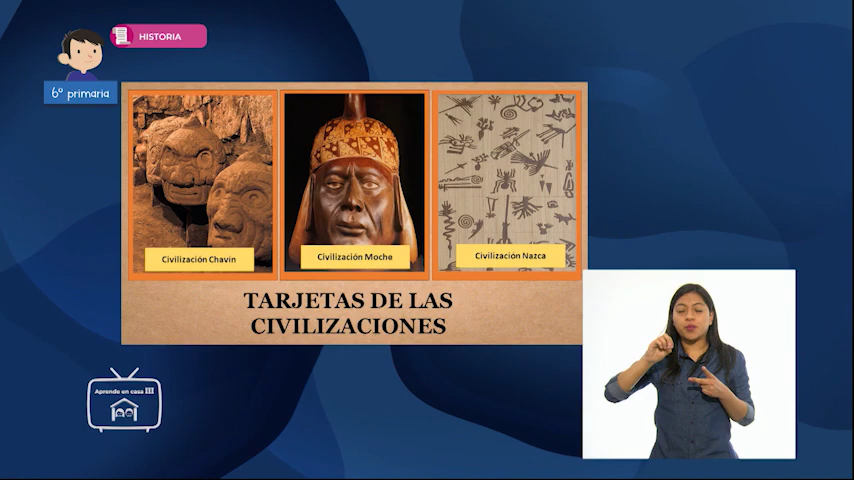 HISTORIA
6º primaria
Civilización Chavín
Civilización Moche
Civilización Nazca
TARJETAS DE LAS
CIVILIZACIONES
Aprende en casa III